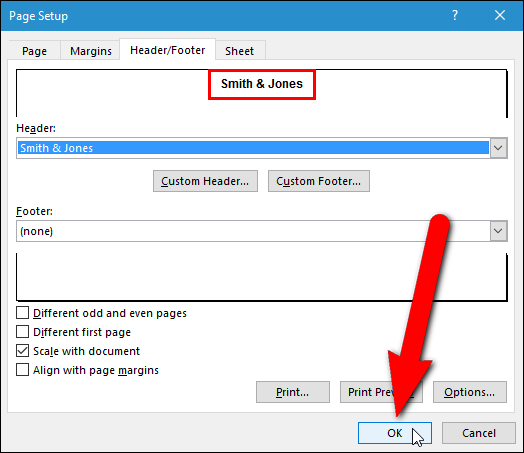 Page Setup
Page Margins Header/Footer Sheet
Smith & Jones
Header:
Smith & Jones
Custom Header... Custom Footer...
Footer:
(none)
Different odd and even pages
Different first page
Scale with document
Align with page margins
Print... Print Options...
OK Cancel